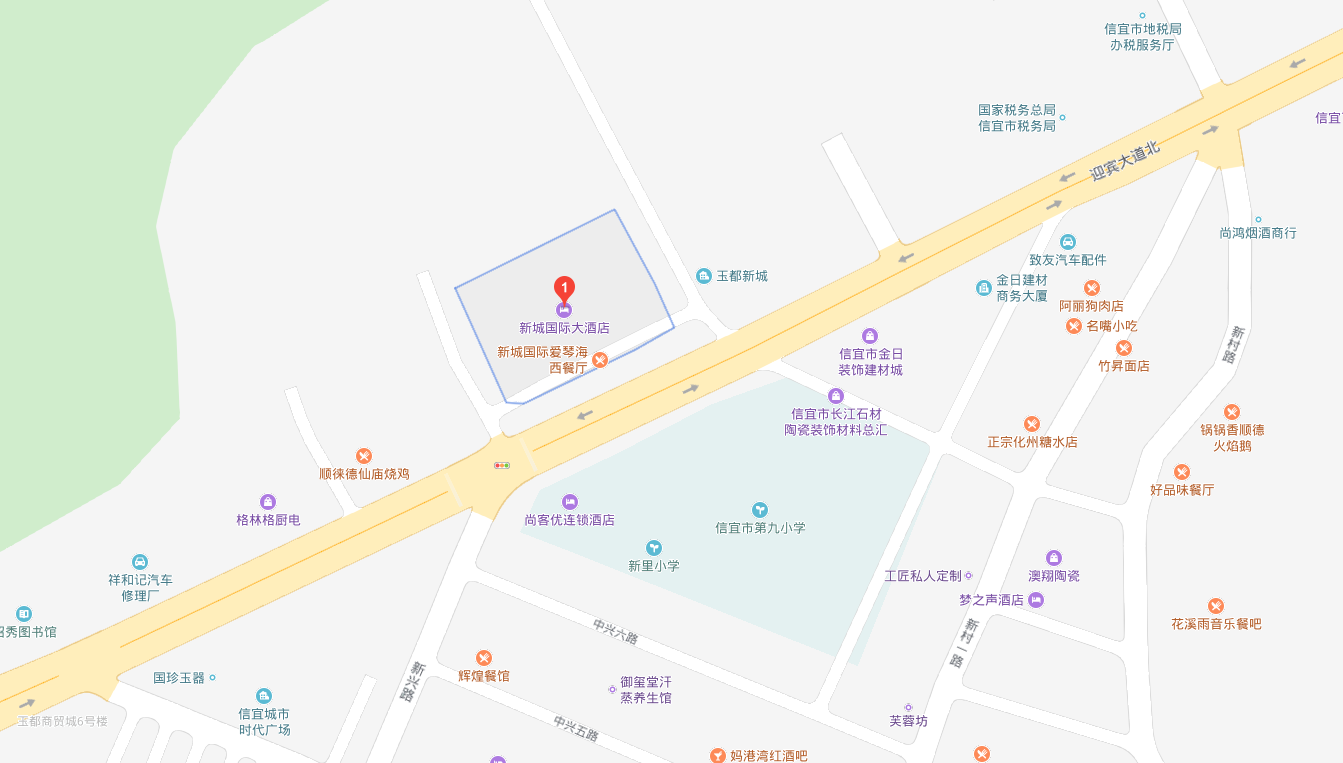 信宜市地税局
办税服务厅
国家税务总局
信宜市税务局
信宜
迎宾大道北
尚鸿烟酒商行
致友汽车配件
玉都新城
金日建材
商务大厦
阿丽狗肉店
1
新城国际大酒店
名嘴小吃
新村路
新城国际爱琴海
西餐厅
信宜市金日
装饰建材城
竹昇面店
信宜市长江石材
陶瓷装饰材料总汇
正宗化州糖水店
锅锅香顺德
火焰鹅
顺徕德仙庙烧鸡
好品味餐厅
格林格厨电
尚客优连锁酒店
信宜市第九小学
新里小学
祥和记汽车
修理厂
工匠私人定制
澳翔陶瓷
梦之声酒店
秀图书馆
中兴六路
新村一路
花溪雨音乐餐吧
国珍玉器
新兴路
辉煌餐馆
御玺堂汗
蒸养生馆
信宜城市
时代广场
玉都商贸城6号楼
中兴五路
芙蓉坊
妈港湾红酒吧